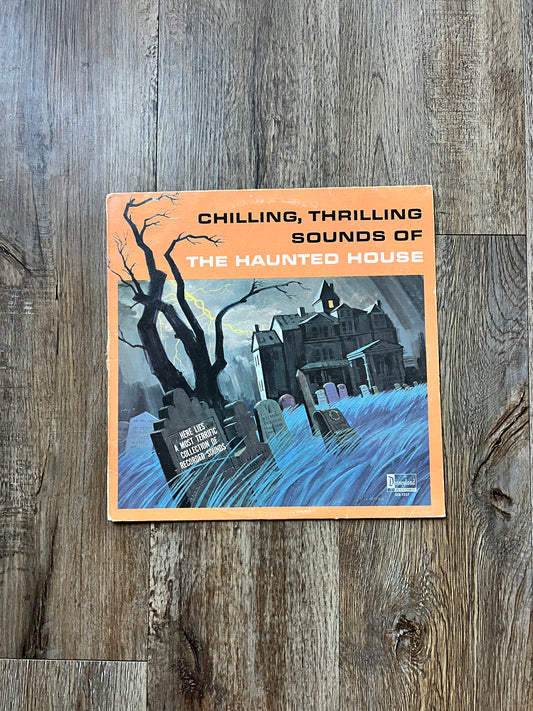 CHILLING, THRILLING
SOUNDS OF
THE HAUNTED HOUSE
HERE LIES
A MOST TERRIFIC
COLLECTION OF
RECORDED SOUNDS
Disneyland